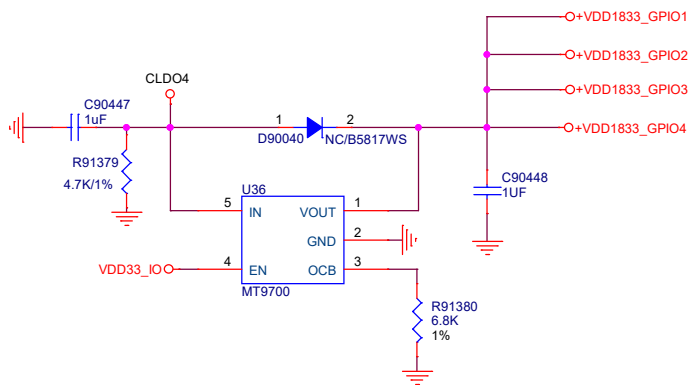 +VDD1833_GPIO1
+VDD1833_GPIO2
CLDO4
C90447
1uF
+VDD1833_GPIO3
1
2
+VDD1833_GPIO4
D90040
NC/B5817WS
R91379
4.7K/1%
C90448
1UF
U36
5
IN
VOUT
1
GND
2
VDD33_IO
4
EN
OCB
3
MT9700
R91380
6.8K
1%